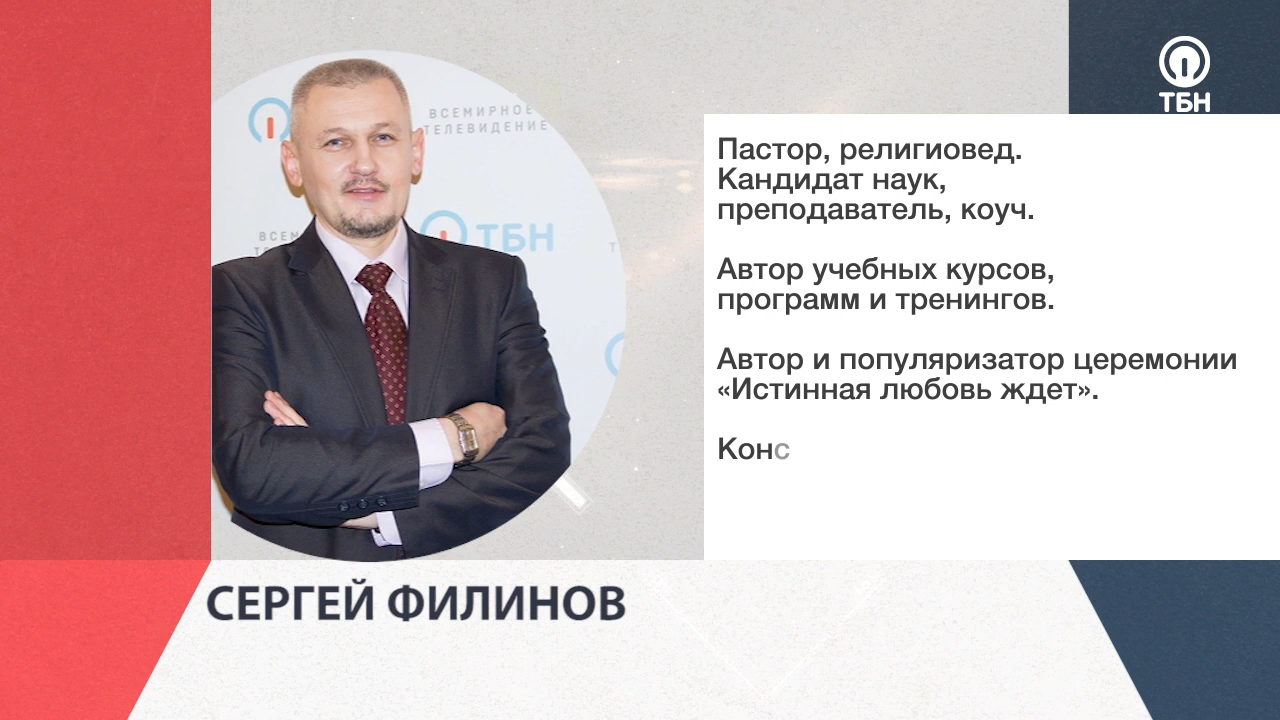 ТБН
ВСЕМИРНОЕ
ТЕЛЕВИДЕНИЕ
ТБН
Пастор, религиовед.
Кандидат наук,
преподаватель, коуч.
Автор учебных курсов,
программ и тренингов.
Автор и популяризатор церемонии
«Истинная любовь ждет».
Конс
СЕРГЕЙ ФИЛИНОВ